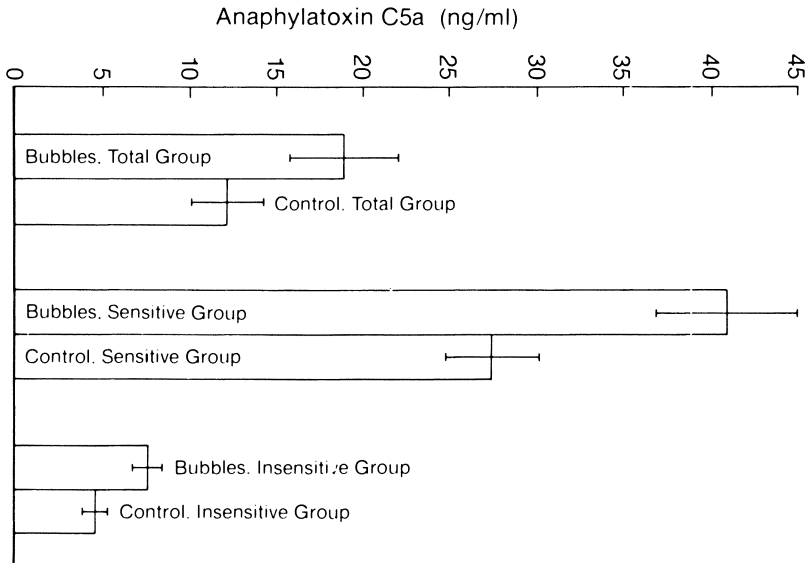 Anaphylatoxin C5a (ng/ml)
0 5 10 15 20 25 30 35 40 45
Bubbles. Total Group
Control. Total Group
Bubbles. Sensitive Group
Control. Sensitive Group
Bubbles. Insensitive Group
Control. Insensitive Group